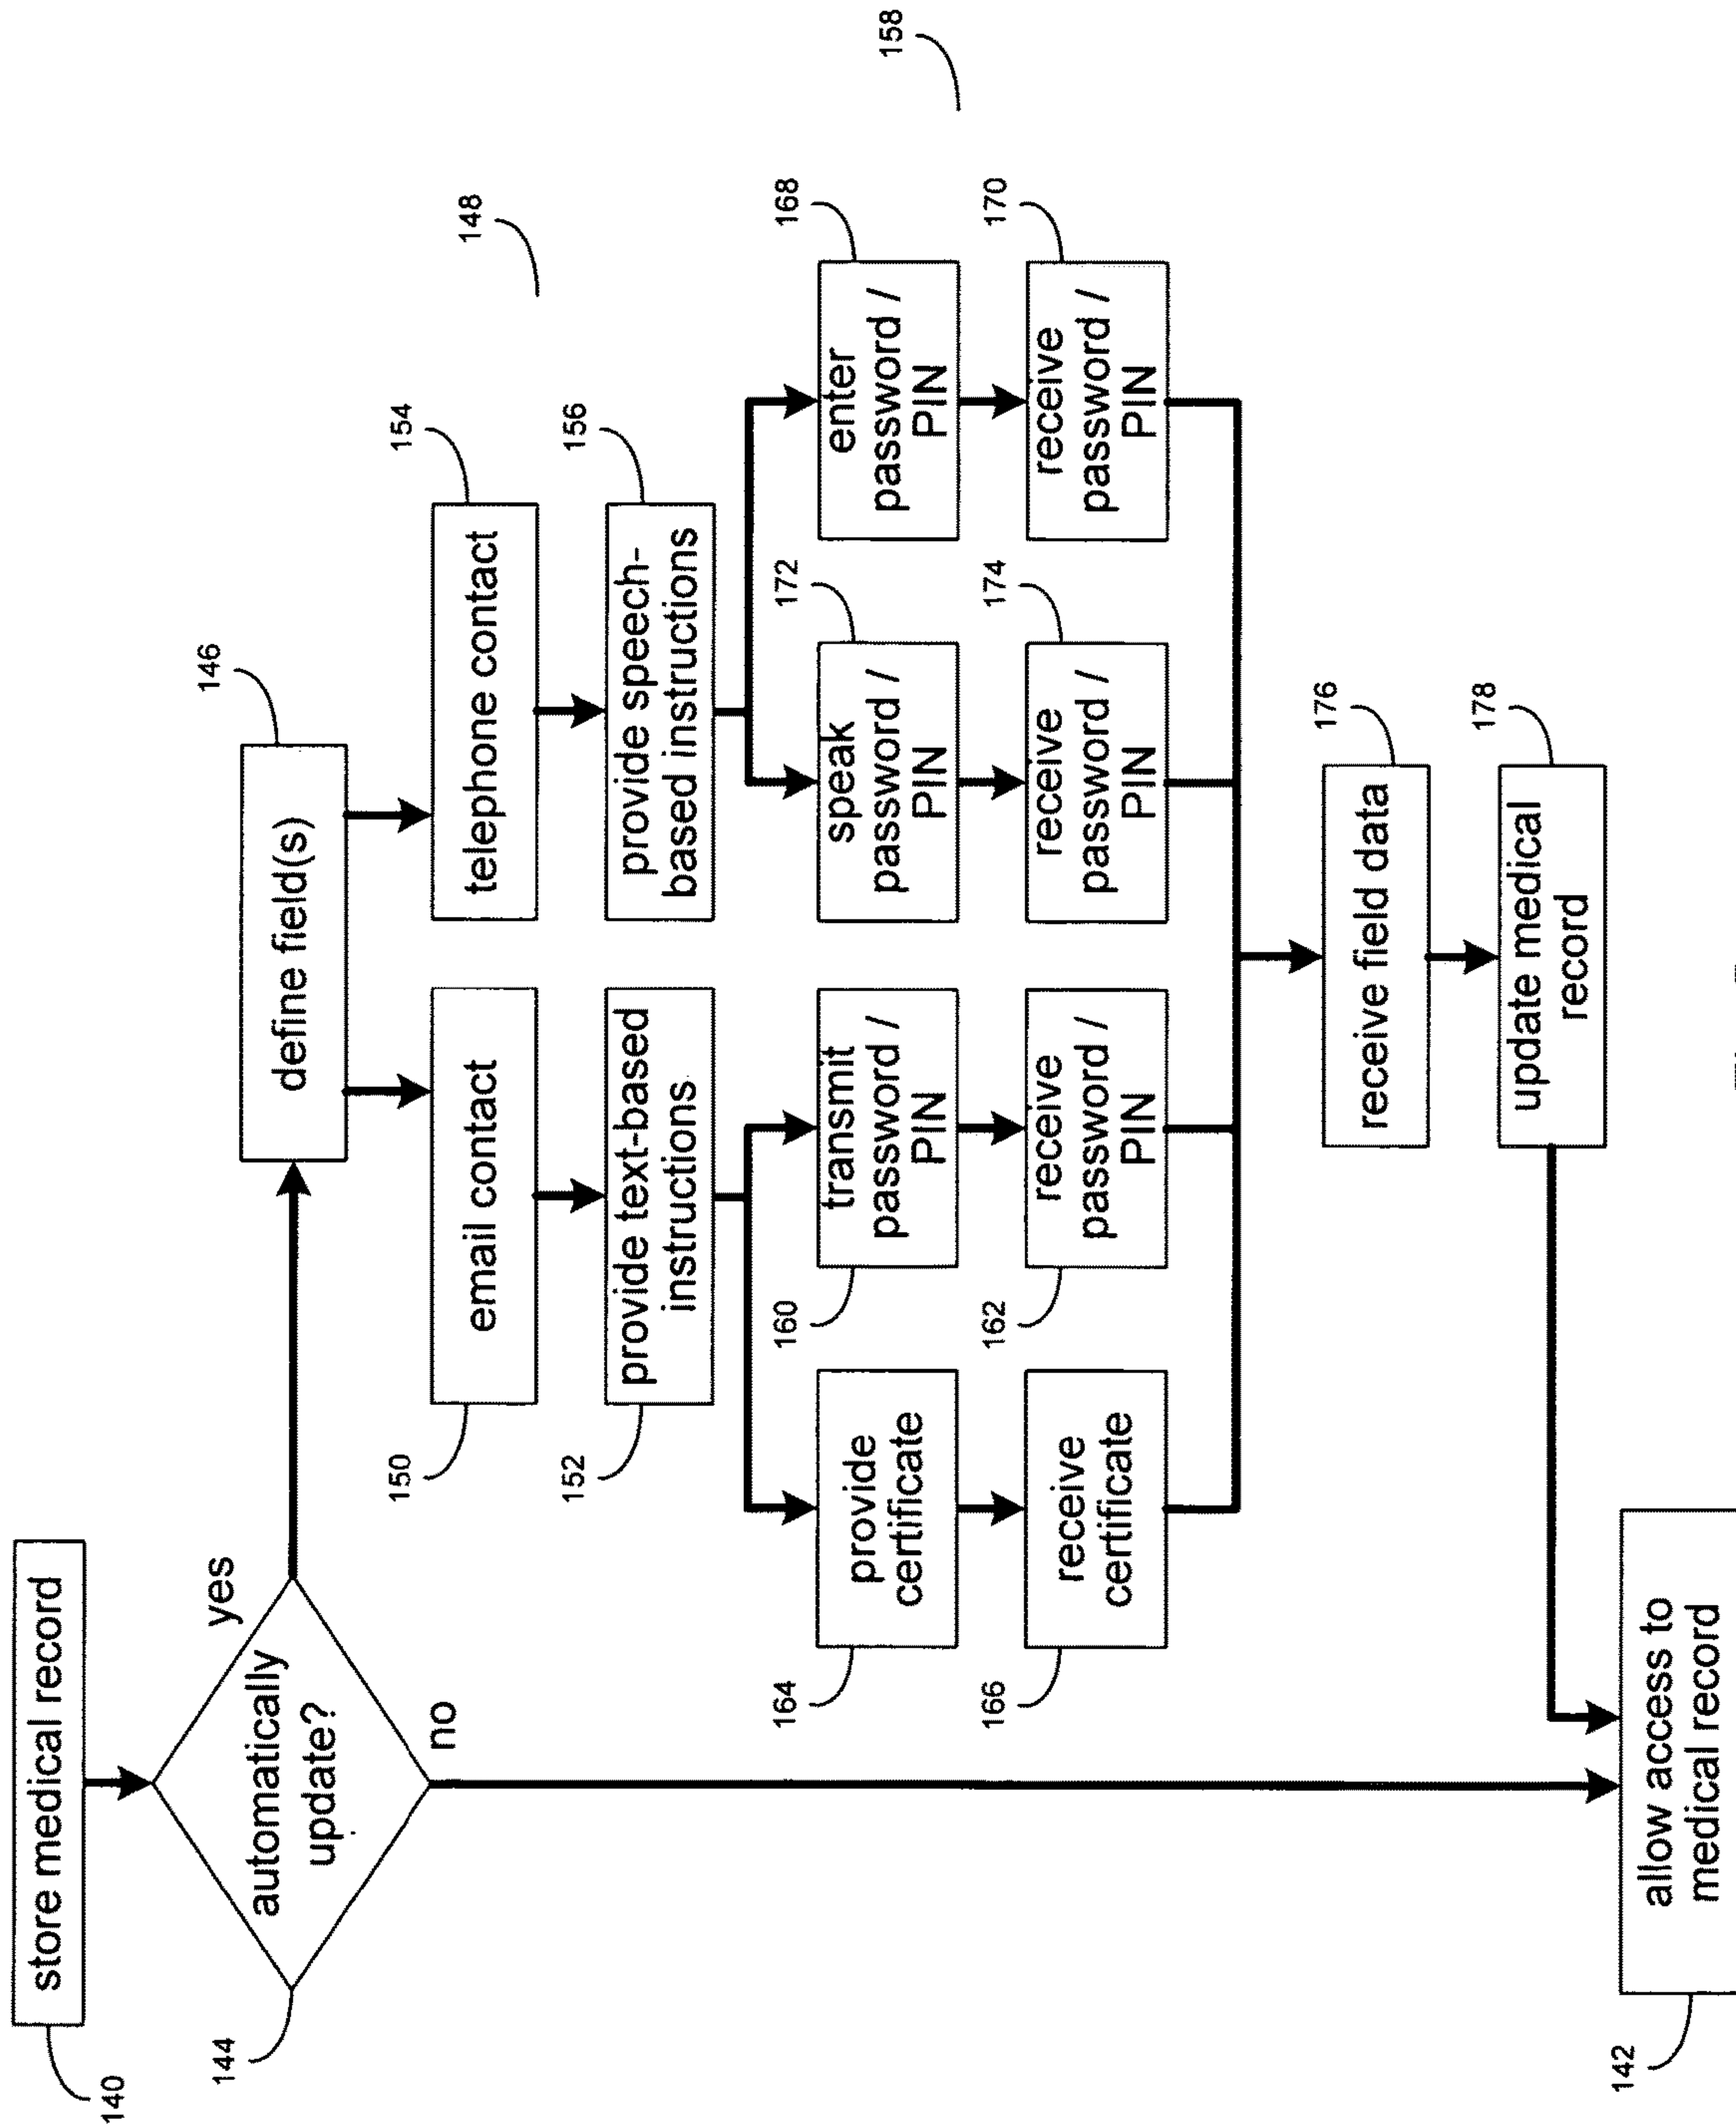 140
store medical record
144
automatically
update?
yes
no
146
define field(s)
148
150
email contact
154
telephone contact
152
provide text-based
instructions
156
provide speech-
based instructions
158
164
provide
certificate
160
transmit
password /
PIN
172
speak
password /
PIN
168
enter
password /
PIN
166
receive
certificate
162
receive
password /
PIN
174
receive
password /
PIN
170
receive
password /
PIN
176
receive field data
178
update medical
record
142
allow access to
medical record